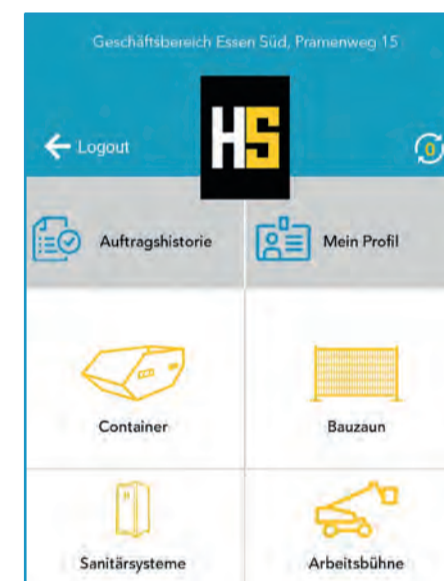 Geschäftsbereich Essen Süd, Pramenweg 15
HS
Logout
0
Auftragshistorie
Mein Profil
Container
Bauzaun
Sanitärsysteme
Arbeitsbühne